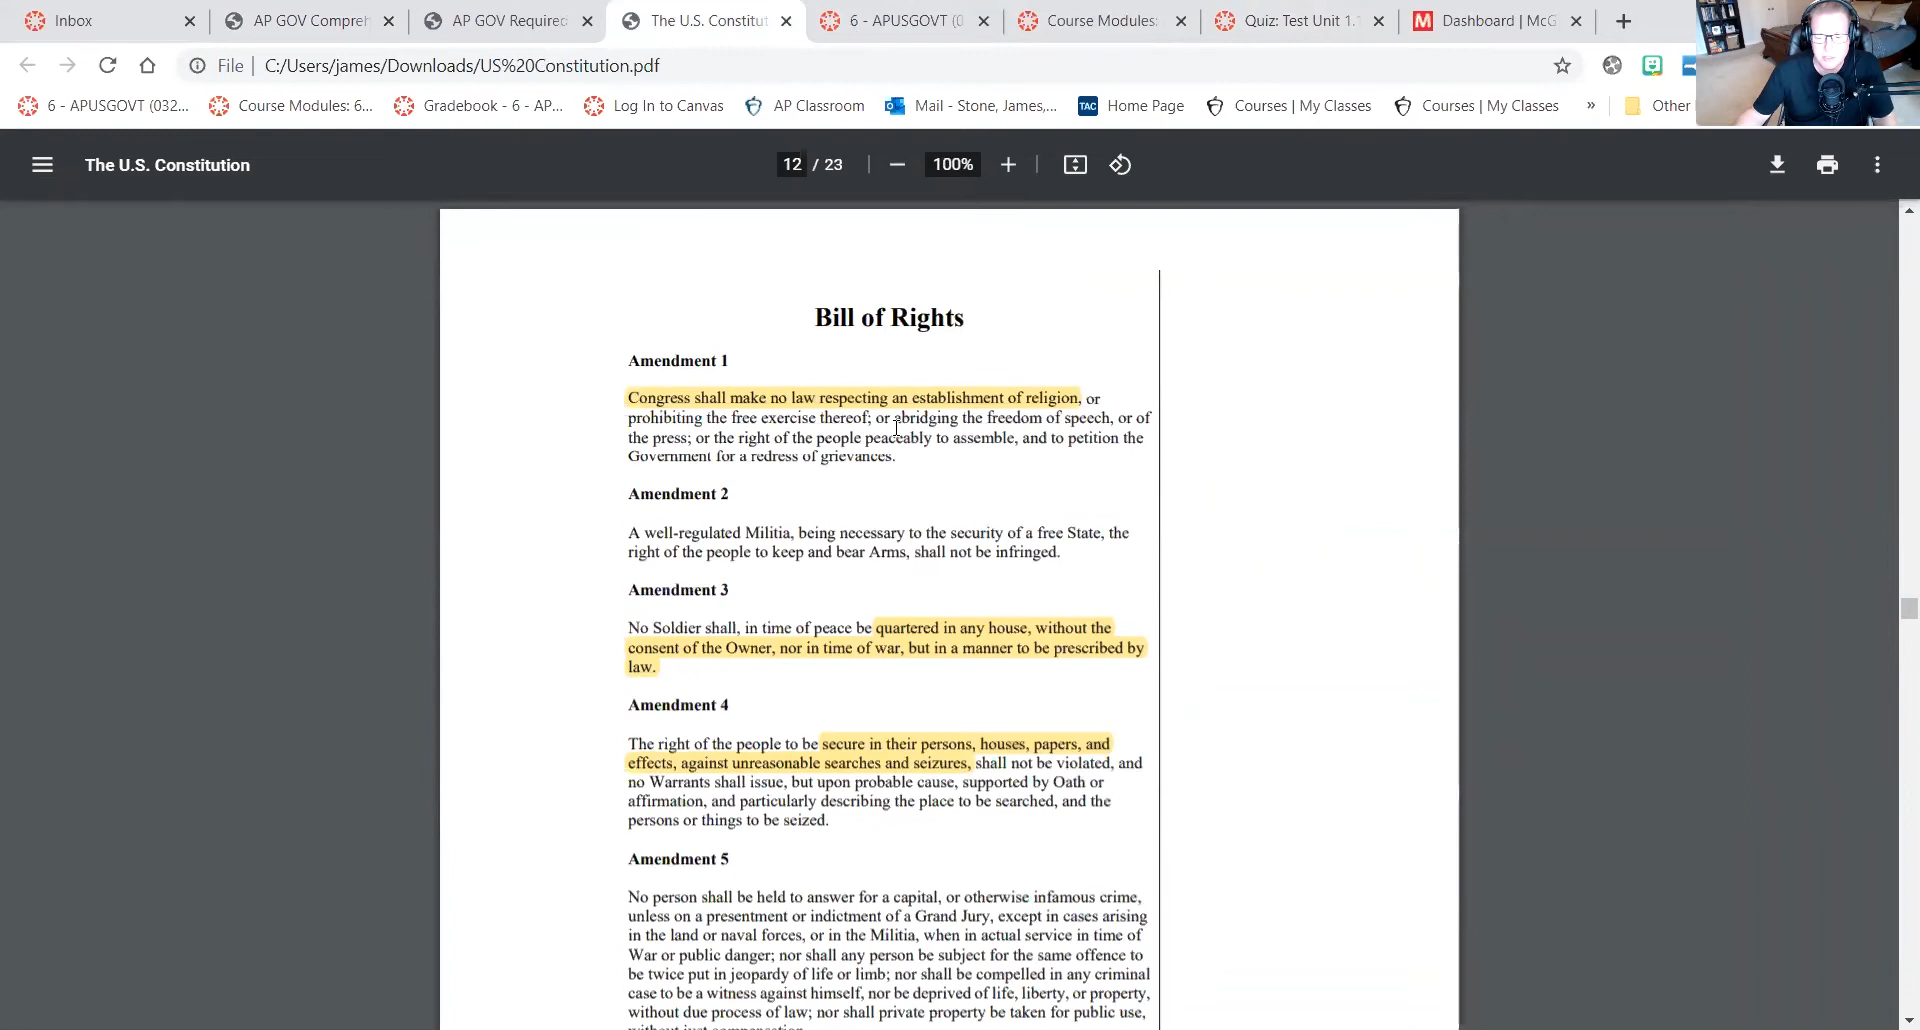 Inbox
AP GOV Compreh
AP GOV Required
The U.S. Constitut
6 - APUSGOVT (0
Course Modules:
Quiz: Test Unit 1.
Dashboard | McG
File
C:/Users/james/Downloads/US%20Constitution.pdf
6 - APUSGOVT (032...
Course Modules: 6...
Gradebook - 6 - AP...
Log In to Canvas
AP Classroom
Mail - Stone, James,...
TAC
Home Page
Courses | My Classes
Courses | My Classes
»
Other
The U.S. Constitution
12 / 23
100%
Bill of Rights
Amendment 1
Congress shall make no law respecting an establishment of religion, or
prohibiting the free exercise thereof; or abridging the freedom of speech, or of
the press; or the right of the people peaceably to assemble, and to petition the
Government for a redress of grievances.
Amendment 2
A well-regulated Militia, being necessary to the security of a free State, the
right of the people to keep and bear Arms, shall not be infringed.
Amendment 3
No Soldier shall, in time of peace be quartered in any house, without the
consent of the Owner, nor in time of war, but in a manner to be prescribed by
law.
Amendment 4
The right of the people to be secure in their persons, houses, papers, and
effects, against unreasonable searches and seizures, shall not be violated, and
no Warrants shall issue, but upon probable cause, supported by Oath or
affirmation, and particularly describing the place to be searched, and the
persons or things to be seized.
Amendment 5
No person shall be held to answer for a capital, or otherwise infamous crime,
unless on a presentment or indictment of a Grand Jury, except in cases arising
in the land or naval forces, or in the Militia, when in actual service in time of
War or public danger; nor shall any person be subject for the same offence to
be twice put in jeopardy of life or limb; nor shall be compelled in any criminal
case to be a witness against himself, nor be deprived of life, liberty, or property,
without due process of law; nor shall private property be taken for public use,
without just compensation.